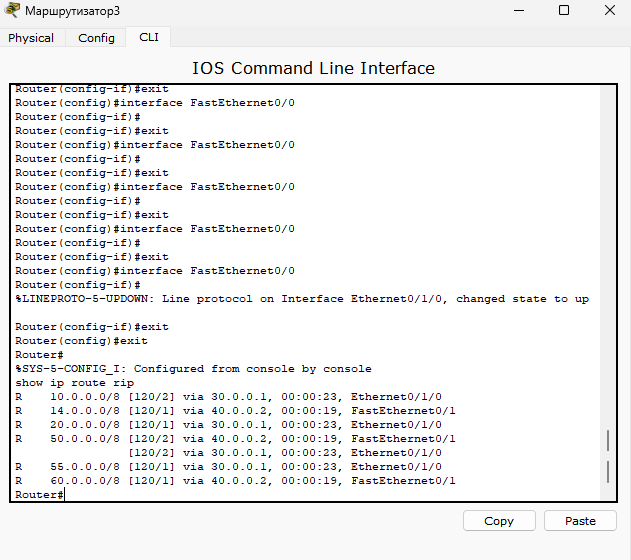 Маршрутизатор3
Physical Config CLI
IOS Command Line Interface
Router(config-if)#exit
Router(config)#interface FastEthernet0/0
Router(config-if)#
Router(config-if)#exit
Router(config)#interface FastEthernet0/0
Router(config-if)#
Router(config-if)#exit
Router(config)#interface FastEthernet0/0
Router(config-if)#
Router(config-if)#exit
Router(config)#interface FastEthernet0/0
Router(config-if)#
Router(config-if)#exit
Router(config)#interface FastEthernet0/0
Router(config-if)#
%LINEPROTO-5-UPDOWN: Line protocol on Interface Ethernet0/1/0, changed state to up
Router(config-if)#exit
Router(config)#exit
Router#
%SYS-5-CONFIG_I: Configured from console by console
show ip route rip
R    10.0.0.0/8 [120/2] via 30.0.0.1, 00:00:23, Ethernet0/1/0
R    14.0.0.0/8 [120/1] via 40.0.0.2, 00:00:19, FastEthernet0/1
R    20.0.0.0/8 [120/1] via 30.0.0.1, 00:00:23, Ethernet0/1/0
R    50.0.0.0/8 [120/2] via 40.0.0.2, 00:00:19, FastEthernet0/1
                [120/2] via 30.0.0.1, 00:00:23, Ethernet0/1/0
R    55.0.0.0/8 [120/1] via 30.0.0.1, 00:00:23, Ethernet0/1/0
R    60.0.0.0/8 [120/1] via 40.0.0.2, 00:00:19, FastEthernet0/1
Router#
Copy Paste